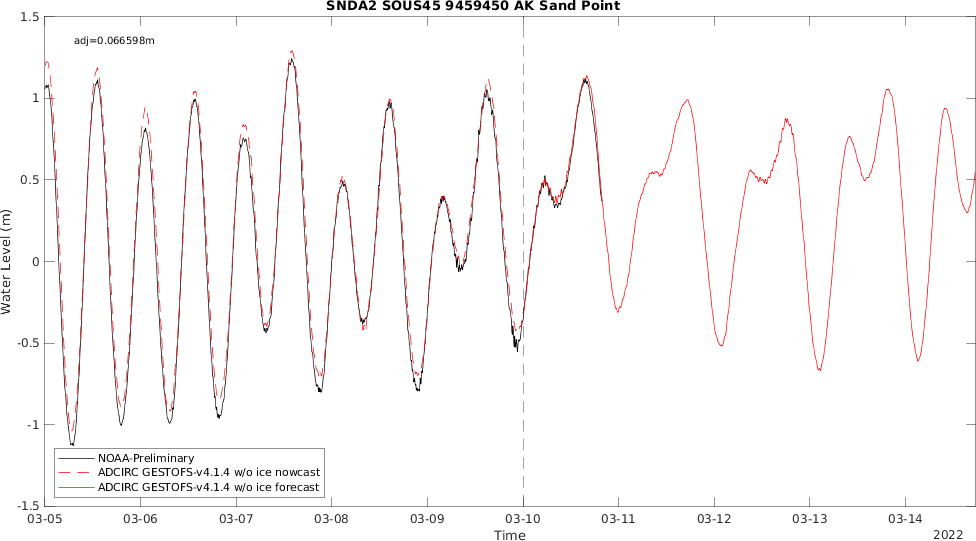 SNDA2 SOUS45 9459450 AK Sand Point
adj=0.066598m
1.5
1
0.5
0
-0.5
-1
-1.5
Water Level (m)
NOAA-Preliminary
ADCIRC GESTOFS-v4.1.4 w/o ice nowcast
ADCIRC GESTOFS-v4.1.4 w/o ice forecast
03-05 03-06 03-07 03-08 03-09 03-10 03-11 03-12 03-13 03-14
Time
2022